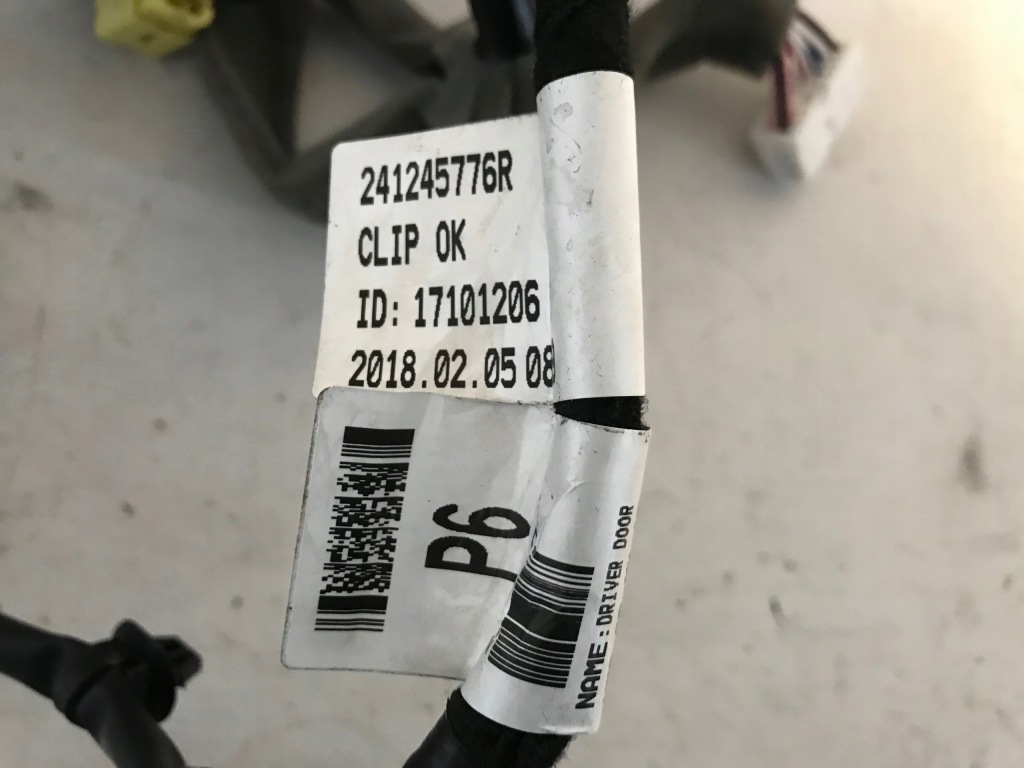 241245776R
CLIP OK
ID: 17101206
2018.02.05 08
P6
NAME:DRIVER DOOR